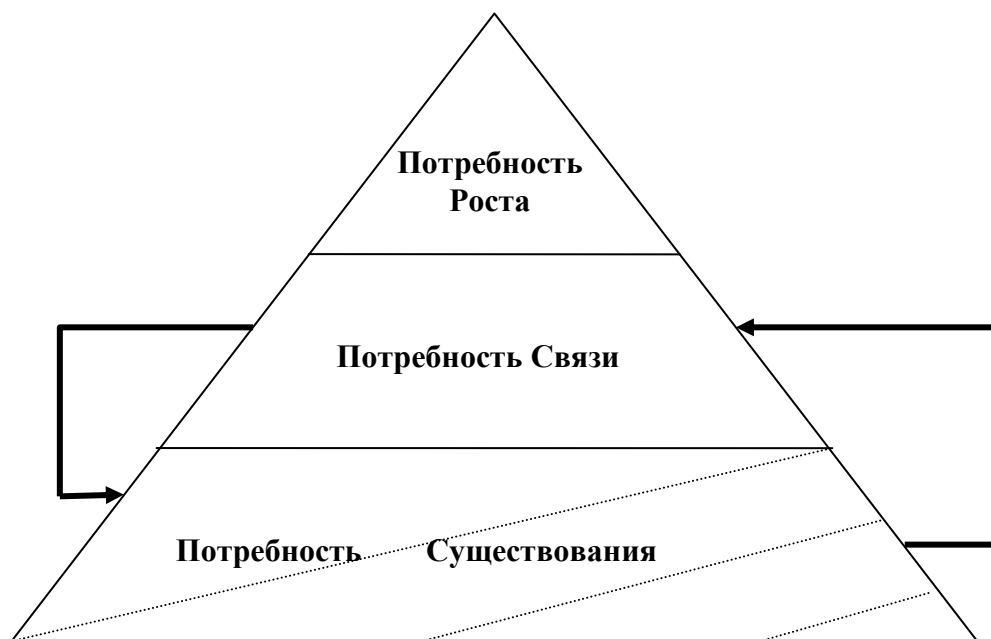 Потребность
Роста
Потребность Связи
Потребность Существования